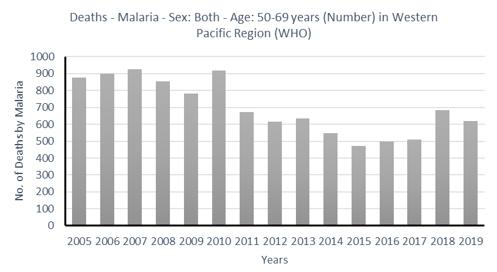 Deaths - Malaria - Sex: Both - Age: 50-69 years (Number) in Western
Pacific Region (WHO)
No. of Deaths by Malaria
1000
900
800
700
600
500
400
300
200
100
0
2005 2006 2007 2008 2009 2010 2011 2012 2013 2014 2015 2016 2017 2018 2019
Years